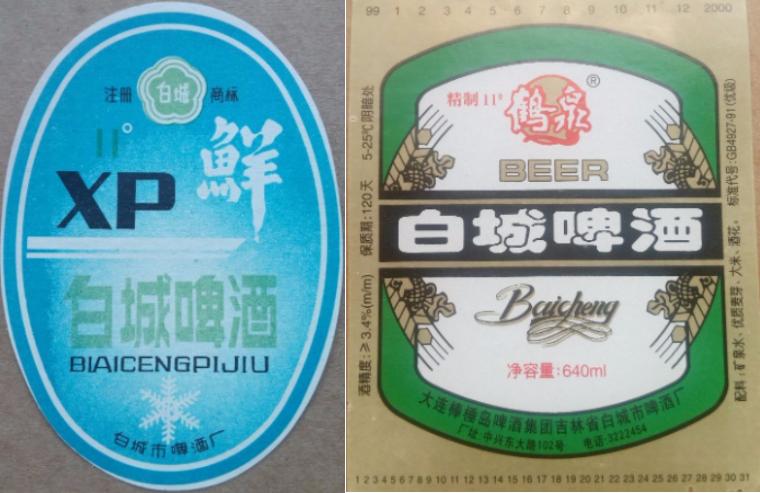 注册 白城 商标
11°
鲜
XP
白城啤酒
BIAICENGPIJIU
白城市啤酒厂
99 1 2 3 4 5 6 7 8 9 10 11 12 2000
精制11° 鹤泉®
BEER
白城啤酒
Baicheng
净容量:640ml
大连棒棰岛啤酒集团吉林省白城市啤酒厂
厂址:中兴东大路102号 电话:3222454
酒精度:≥3.4%(m/m) 保质期:120天 5-25℃阴暗处
配料:矿泉水、优质麦芽、大米、酒花。 标准代号:GB4927-91(优级)
1 2 3 4 5 6 7 8 9 10 11 12 13 14 15 16 17 18 19 20 21 22 23 24 25 26 27 28 29 30 31